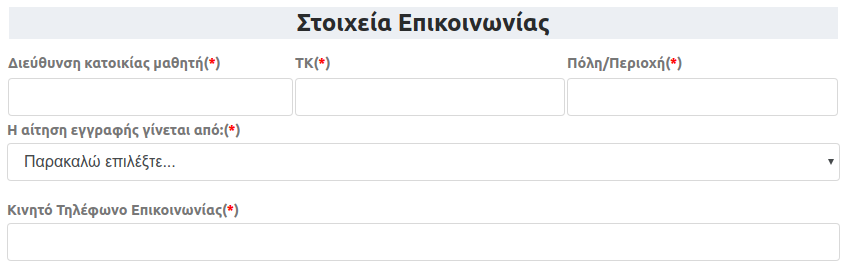 Στοιχεία Επικοινωνίας
Διεύθυνση κατοικίας μαθητή(*) ΤΚ(*) Πόλη/Περιοχή(*)
Η αίτηση εγγραφής γίνεται από:(*)
Παρακαλώ επιλέξτε...
Κινητό Τηλέφωνο Επικοινωνίας(*)